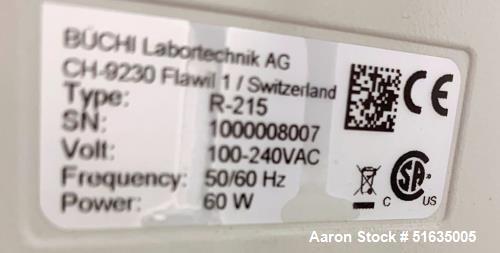 BÜCHI Labortechnik AG
CH-9230 Flawil 1 / Switzerland
Type: R-215
SN: 1000008007
Volt: 100-240VAC
Frequency: 50/60 Hz
Power: 60 W
CE
C SA US
Aaron Stock # 51635005